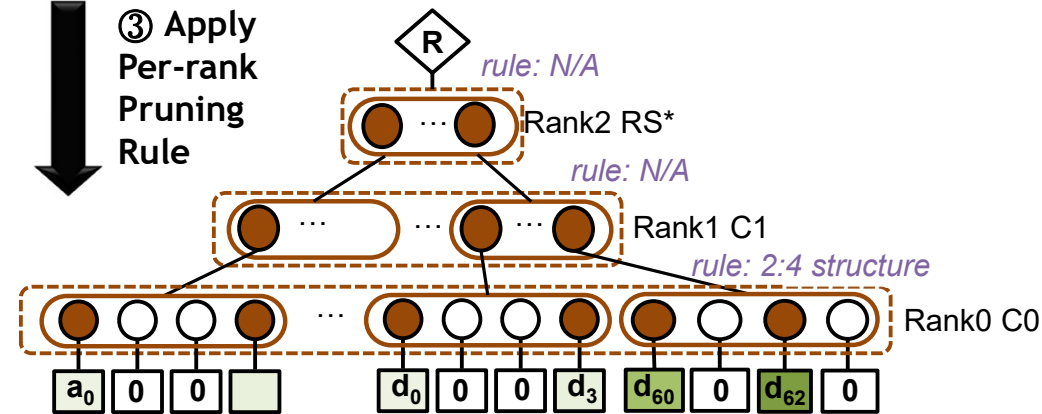 ③ Apply
Per-rank
Pruning
Rule
R
rule: N/A
... Rank2 RS*
rule: N/A
... ... ... Rank1 C1
rule: 2:4 structure
... Rank0 C0
a₀ 0 0 d₀ 0 0 d₃ d₆₀ 0 d₆₂ 0